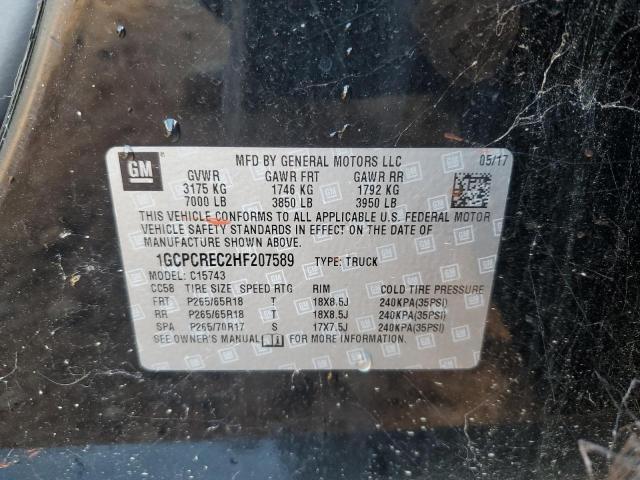 GM
MFD BY GENERAL MOTORS LLC 05/17
GVWR GAWR FRT GAWR RR
3175 KG 1746 KG 1792 KG
7000 LB 3850 LB 3950 LB
THIS VEHICLE CONFORMS TO ALL APPLICABLE U.S. FEDERAL MOTOR
VEHICLE SAFETY STANDARDS IN EFFECT ON THE DATE OF
MANUFACTURE SHOWN ABOVE.
1GCPCREC2HF207589 TYPE: TRUCK
MODEL: C15743
CC58 TIRE SIZE SPEED RTG RIM COLD TIRE PRESSURE
FRT P265/65R18 T 18X8.5J 240KPA(35PSI)
RR P265/65R18 T 18X8.5J 240KPA(35PSI)
SPA P265/70R17 S 17X7.5J 240KPA(35PSI)
SEE OWNER'S MANUAL FOR MORE INFORMATION.